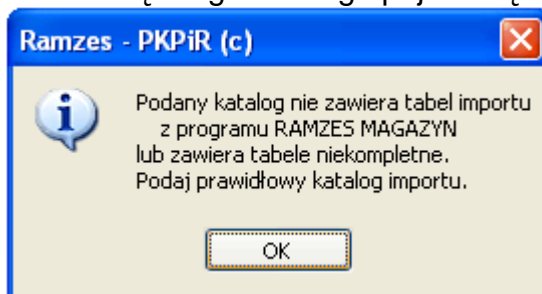 Ramzes - PKPiR (c)
Podany katalog nie zawiera tabel importu
z programu RAMZES MAGAZYN
lub zawiera tabele niekompletne.
Podaj prawidłowy katalog importu.
OK